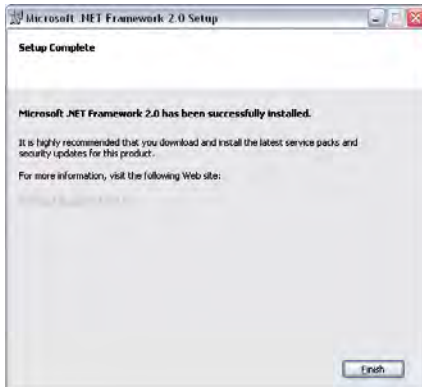 Microsoft .NET Framework 2.0 Setup
Setup Complete
Microsoft .NET Framework 2.0 has been successfully installed.
It is highly recommended that you download and install the latest service packs and
security updates for this product.
For more information, visit the following Web site:
Finish